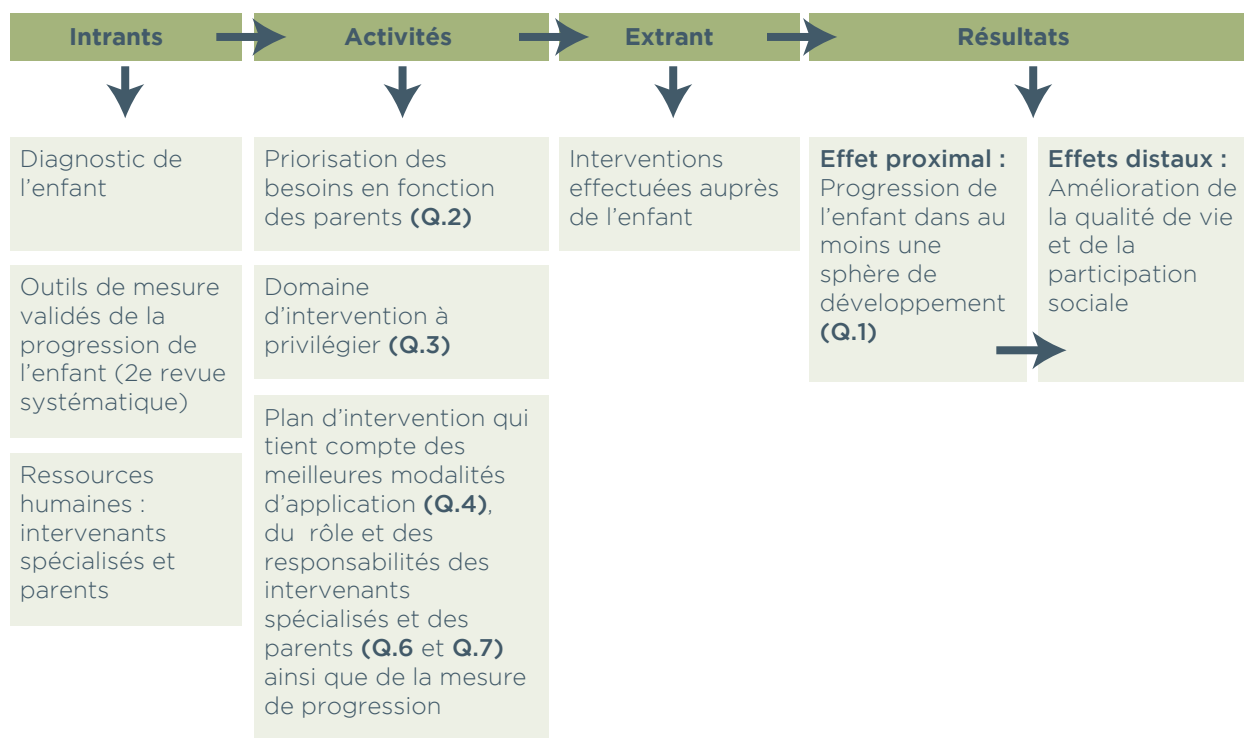 Intrants
Activités
Extrant
Résultats
Diagnostic de
l'enfant
Outils de mesure
validés de la
progression de
l'enfant (2e revue
systématique)
Ressources
humaines :
intervenants
spécialisés et
parents
Priorisation des
besoins en fonction
des parents (Q.2)
Domaine
d'intervention à
privilégier (Q.3)
Plan d'intervention qui
tient compte des
meilleures modalités
d'application (Q.4),
du rôle et des
responsabilités des
intervenants
spécialisés et des
parents (Q.6 et Q.7)
ainsi que de la mesure
de progression
Interventions
effectuées auprès
de l'enfant
Effet proximal :
Progression de
l'enfant dans au
moins une
sphère de
développement
(Q.1)
Effets distaux :
Amélioration de
la qualité de vie
et de la
participation
sociale